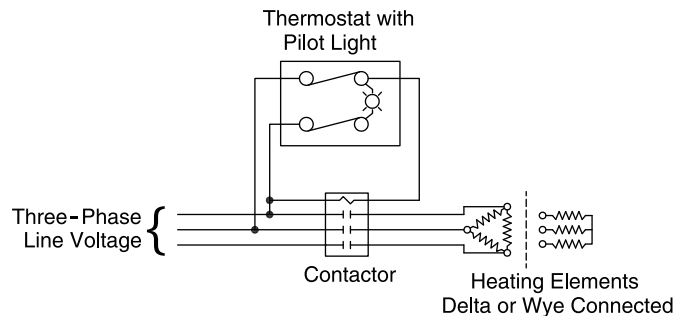 Thermostat with
Pilot Light
Three-Phase
Line Voltage
Contactor
Heating Elements
Delta or Wye Connected